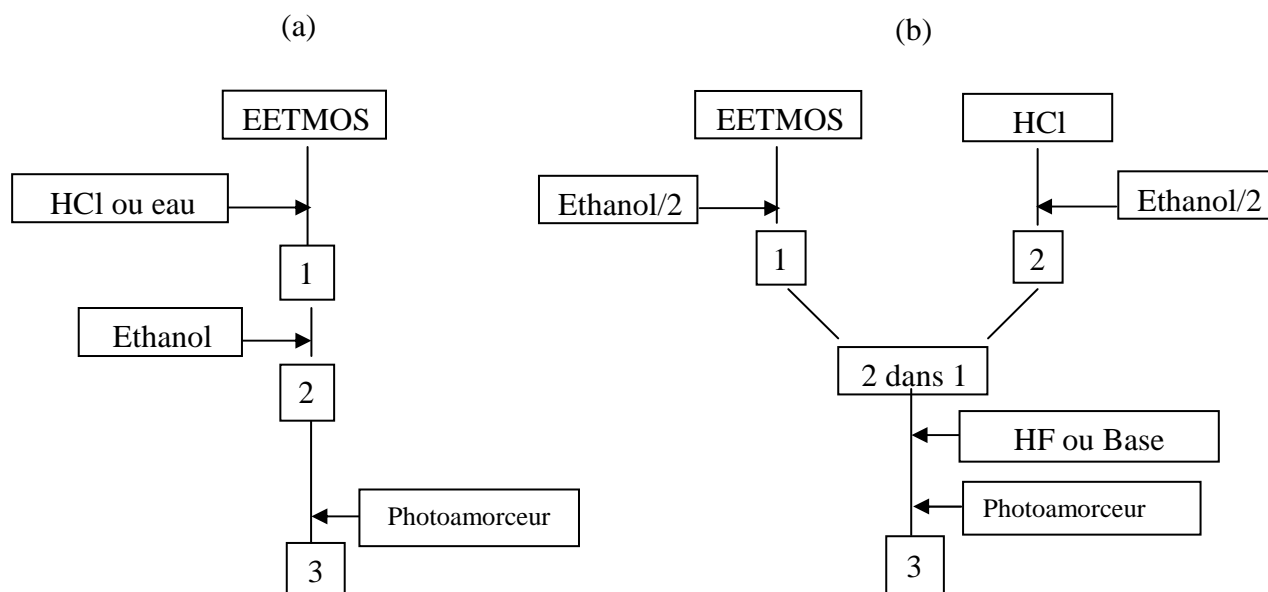 (a)
EETMOS
HCl ou eau
1
Ethanol
2
Photoamorceur
3
(b)
EETMOS
HCl
Ethanol/2
Ethanol/2
1
2
2 dans 1
HF ou Base
Photoamorceur
3